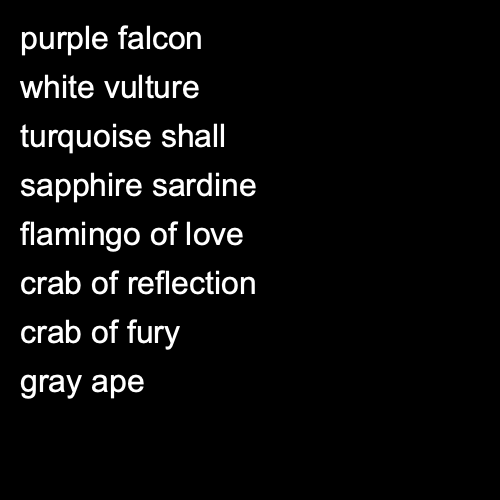 purple falcon
white vulture
turquoise shall
sapphire sardine
flamingo of love
crab of reflection
crab of fury
gray ape